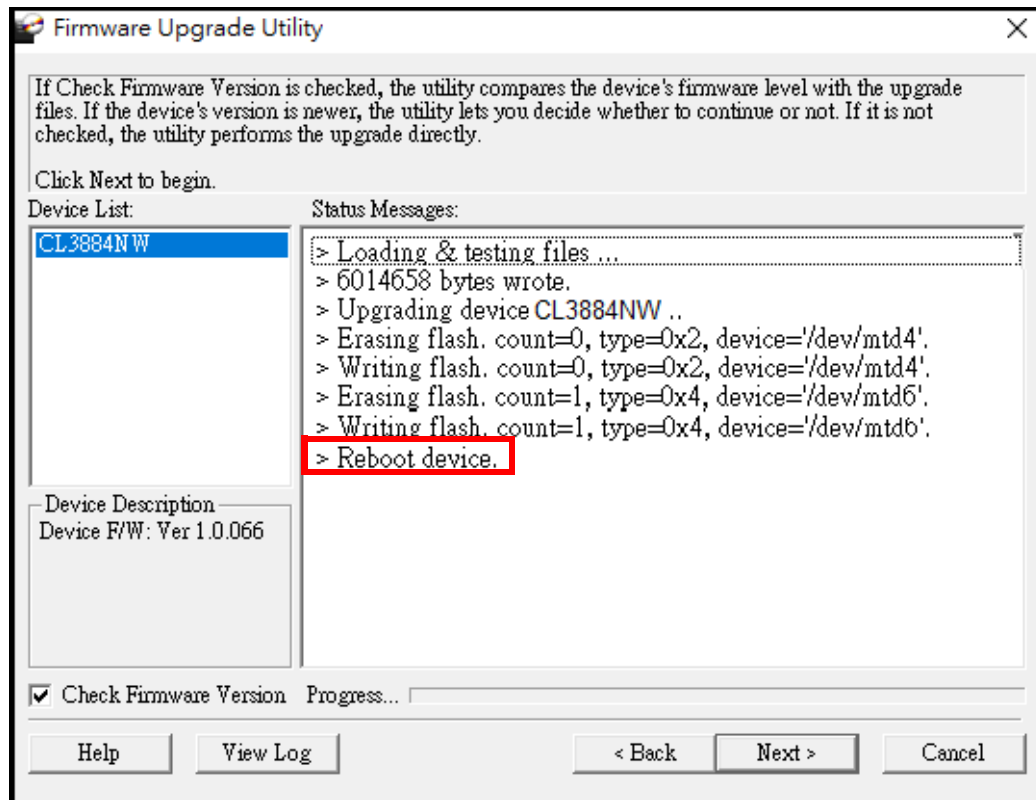 Firmware Upgrade Utility
If Check Firmware Version is checked, the utility compares the device's firmware level with the upgrade
files. If the device's version is newer, the utility lets you decide whether to continue or not. If it is not
checked, the utility performs the upgrade directly.
Click Next to begin.
Device List:
CL3884NW
Device Description
Device F/W: Ver 1.0.066
Status Messages:
> Loading & testing files ...
> 6014658 bytes wrote.
> Upgrading device CL3884NW ..
> Erasing flash. count=0, type=0x2, device='/dev/mtd4'.
> Writing flash. count=0, type=0x2, device='/dev/mtd4'.
> Erasing flash. count=1, type=0x4, device='/dev/mtd6'.
> Writing flash. count=1, type=0x4, device='/dev/mtd6'.
> Reboot device.
Check Firmware Version Progress...
Help View Log < Back Next > Cancel